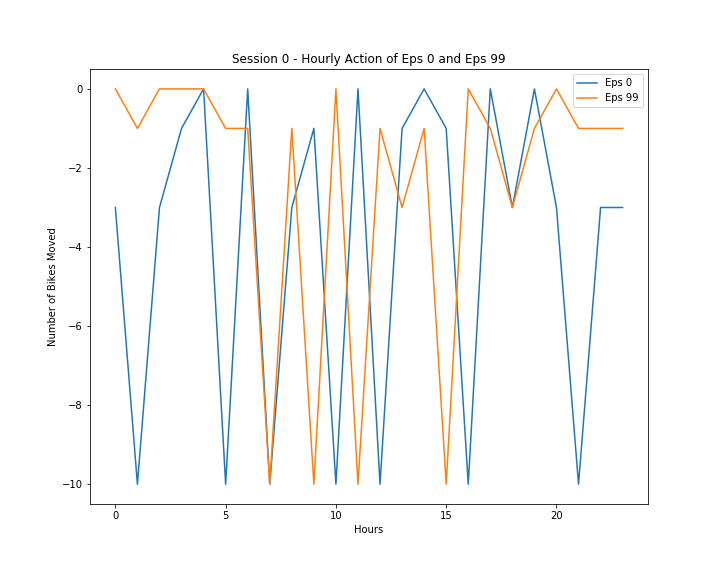 Session 0 - Hourly Action of Eps 0 and Eps 99
Eps 0
Eps 99
Number of Bikes Moved
0
−2
−4
−6
−8
−10
0
5
10
15
20
Hours